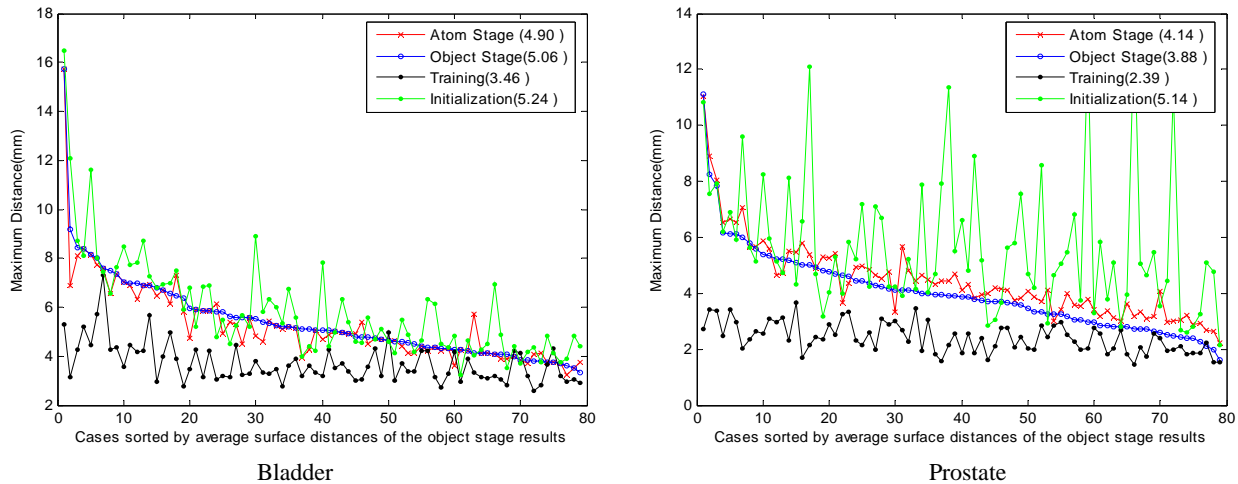 18
16
14
12
10
8
6
4
2
Maximum Distance(mm)
0 10 20 30 40 50 60 70 80
Cases sorted by average surface distances of the object stage results
Atom Stage (4.90 )
Object Stage(5.06 )
Training(3.46 )
Initialization(5.24 )
Bladder
14
12
10
8
6
4
2
0
Maximum Distance(mm)
0 10 20 30 40 50 60 70 80
Cases sorted by average surface distances of the object stage results
Atom Stage (4.14 )
Object Stage(3.88 )
Training(2.39 )
Initialization(5.14 )
Prostate